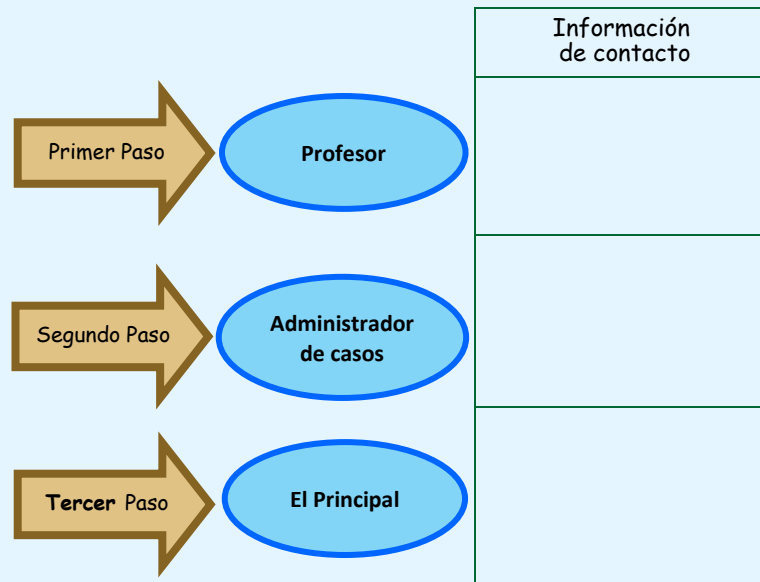 Información
de contacto
Primer Paso
Profesor
Segundo Paso
Administrador
de casos
Tercer Paso
El Principal